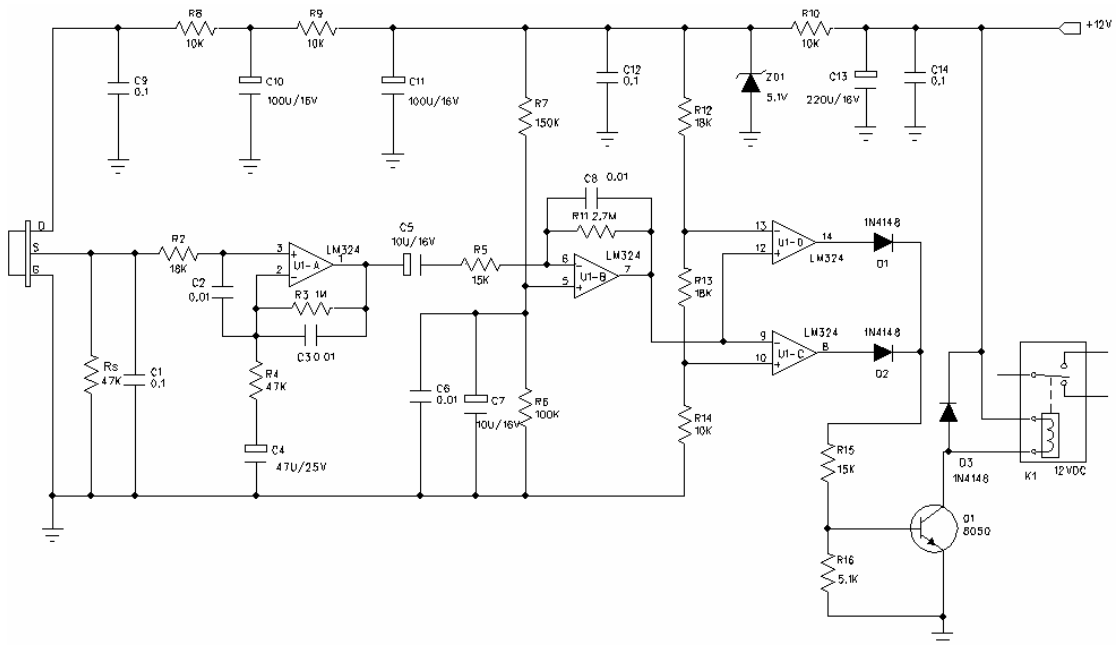 R8
10K
R9
10K
R10
10K
+12V
C9
0.1
C10
100U/16V
C11
100U/16V
C12
0.1
ZD1
5.1V
C13
220U/16V
C14
0.1
R7
150K
R12
18K
C8 0.01
R11 2.7M
D
S
G
R2
18K
C2
0.01
3
2
1
U1-A
LM324
R3 1M
C3 0.01
C5
10U/16V
R5
15K
6
5
7
U1-B
LM324
13
12
14
U1-D
LM324
1N4148
D1
R13
18K
9
10
8
U1-C
LM324
1N4148
D2
Rs
47K
C1
0.1
R4
47K
C4
47U/25V
C6
0.01
C7
10U/16V
R6
100K
R14
10K
R15
15K
D3
1N4148
K1
12VDC
Q1
8050
R16
5.1K